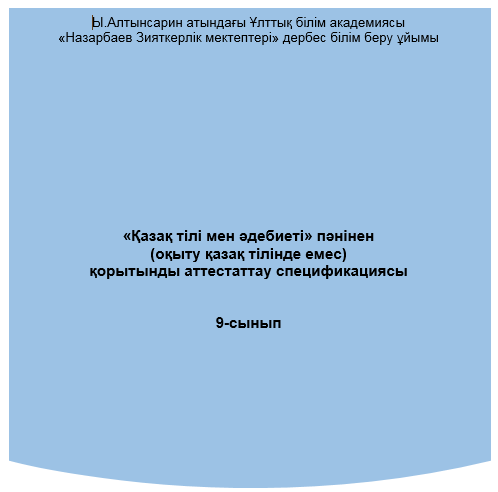 Ы.Алтынсарин атындағы Ұлттық білім академиясы
«Назарбаев Зияткерлік мектептері» дербес білім беру ұйымы
«Қазақ тілі мен әдебиеті» пәнінен
(оқыту қазақ тілінде емес)
қорытынды аттестаттау спецификациясы
9-сынып